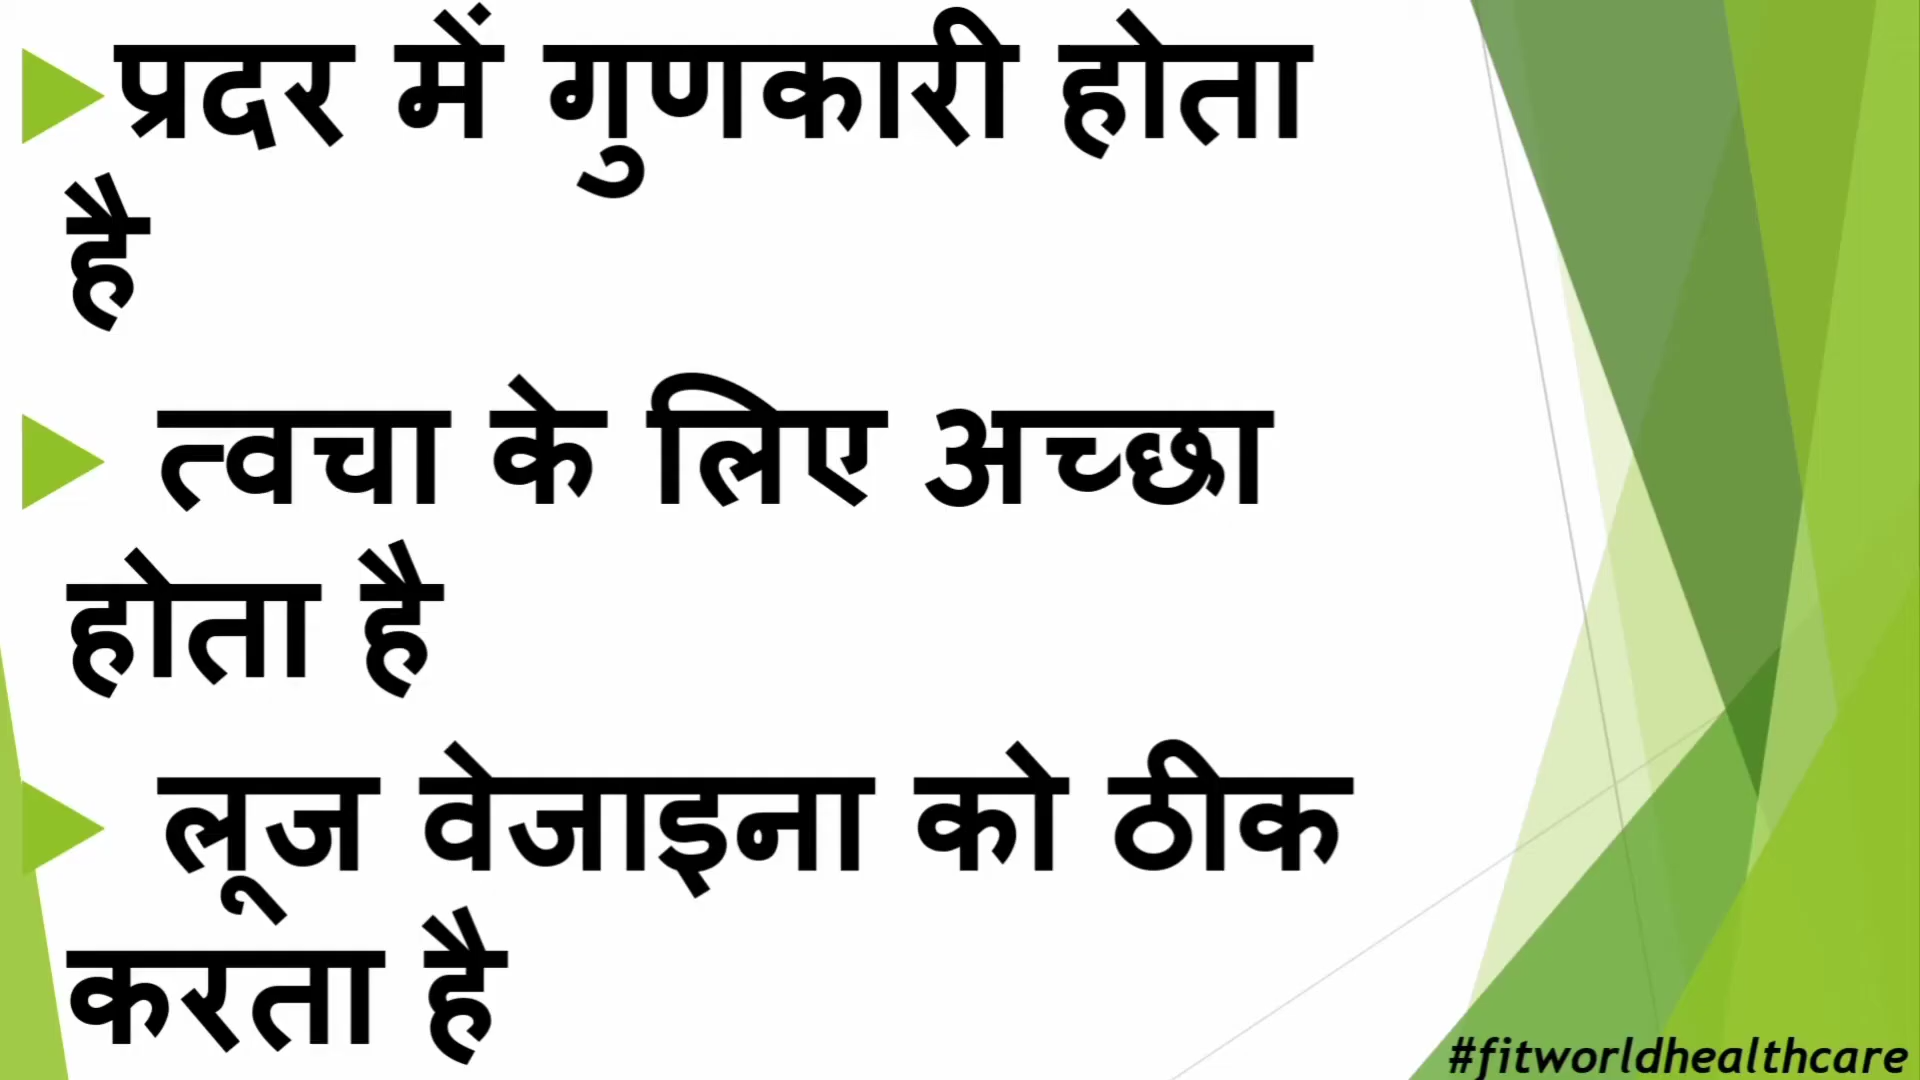 प्रदर में गुणकारी होता
है
त्वचा के लिए अच्छा
होता है
लूज वेजाइना को ठीक
करता है
#fitworldhealthcare